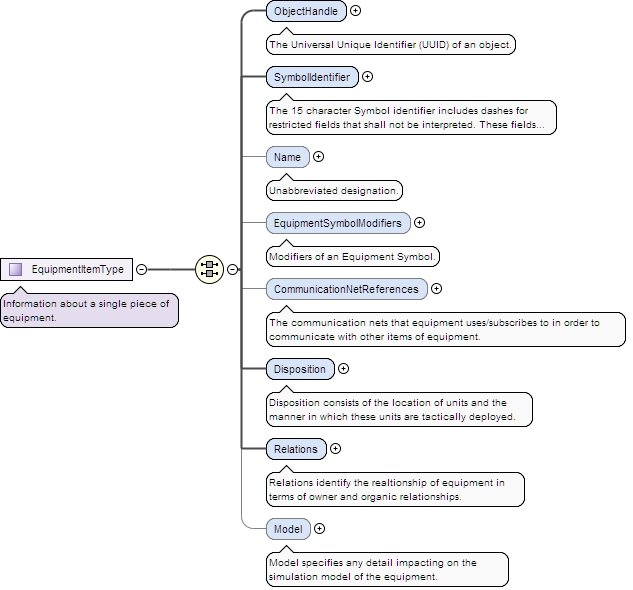 ObjectHandle
The Universal Unique Identifier (UUID) of an object.
SymbolIdentifier
The 15 character Symbol identifier includes dashes for
restricted fields that shall not be interpreted. These fields...
Name
Unabbreviated designation.
EquipmentSymbolModifiers
Modifiers of an Equipment Symbol.
EquipmentItemType
Information about a single piece of
equipment.
CommunicationNetReferences
The communication nets that equipment uses/subscribes to in order to
communicate with other items of equipment.
Disposition
Disposition consists of the location of units and the
manner in which these units are tactically deployed.
Relations
Relations identify the realtionship of equipment in
terms of owner and organic relationships.
Model
Model specifies any detail impacting on the
simulation model of the equipment.